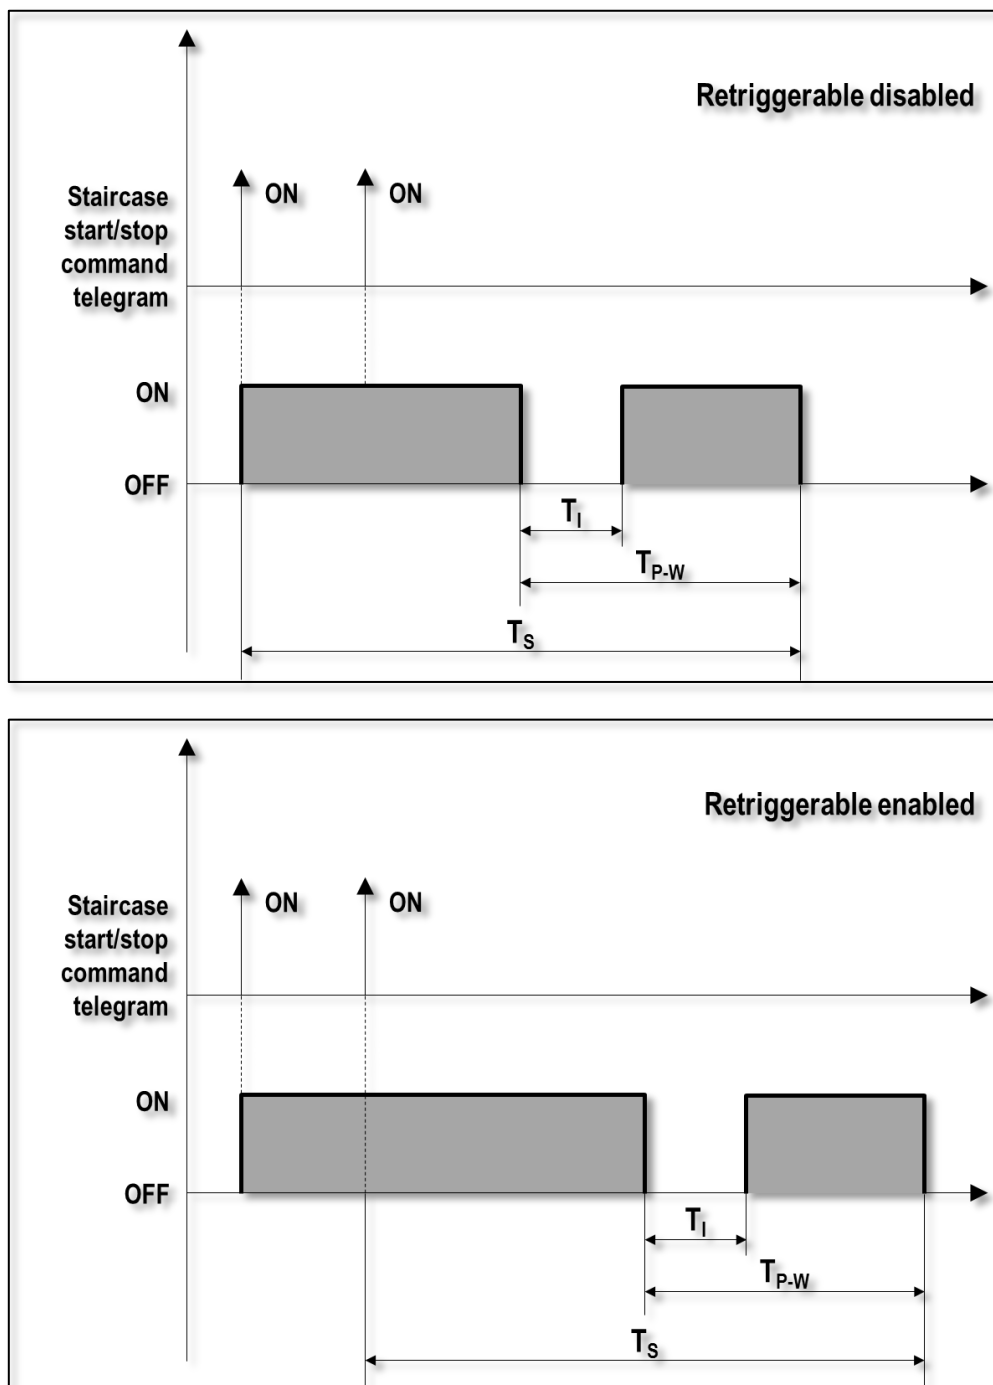 Retriggerable disabled
ON ON
Staircase
start/stop
command
telegram
ON
OFF
TI
TP-W
TS
Retriggerable enabled
ON ON
Staircase
start/stop
command
telegram
ON
OFF
TI
TP-W
TS